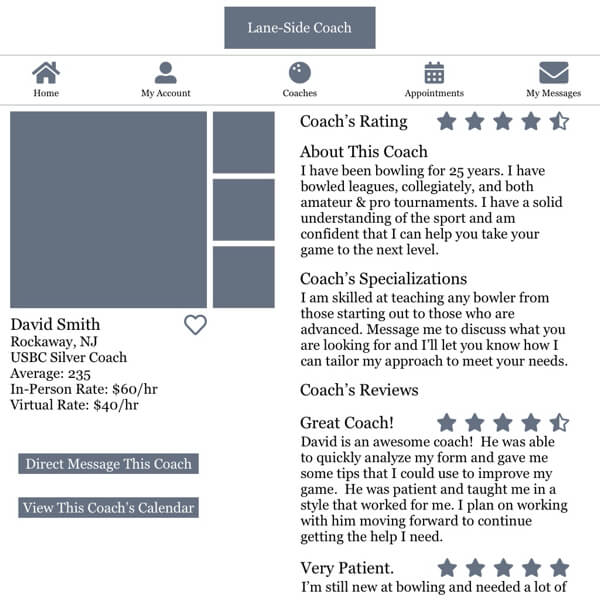 Lane-Side Coach
Home
My Account
Coaches
Appointments
My Messages
David Smith
Rockaway, NJ
USBC Silver Coach
Average: 235
In-Person Rate: $60/hr
Virtual Rate: $40/hr
Direct Message This Coach
View This Coach's Calendar
Coach's Rating
About This Coach
I have been bowling for 25 years. I have
bowled leagues, collegiately, and both
amateur & pro tournaments. I have a solid
understanding of the sport and am
confident that I can help you take your
game to the next level.
Coach's Specializations
I am skilled at teaching any bowler from
those starting out to those who are
advanced. Message me to discuss what you
are looking for and I'll let you know how I
can tailor my approach to meet your needs.
Coach's Reviews
Great Coach!
David is an awesome coach!  He was able
to quickly analyze my form and gave me
some tips that I could use to improve my
game.  He was patient and taught me in a
style that worked for me. I plan on working
with him moving forward to continue
getting the help I need.
Very Patient.
I'm still new at bowling and needed a lot of